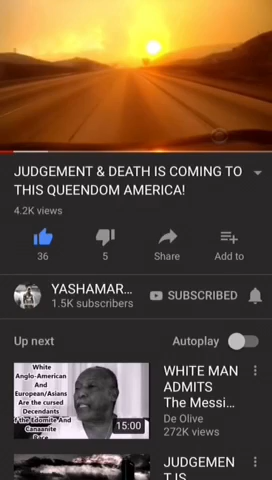 JUDGEMENT & DEATH IS COMING TO
THIS QUEENDOM AMERICA!
4.2K views
36
5
Share
Add to
YASHAMAR...
1.5K subscribers
SUBSCRIBED
Up next
Autoplay
White
Anglo-American
And
European/Asians
Are the cursed
Decendants
the Edomite And
Canaanite
15:00
WHITE MAN
ADMITS
The Messi...
De Olive
272K views
JUDGEMEN
T IS